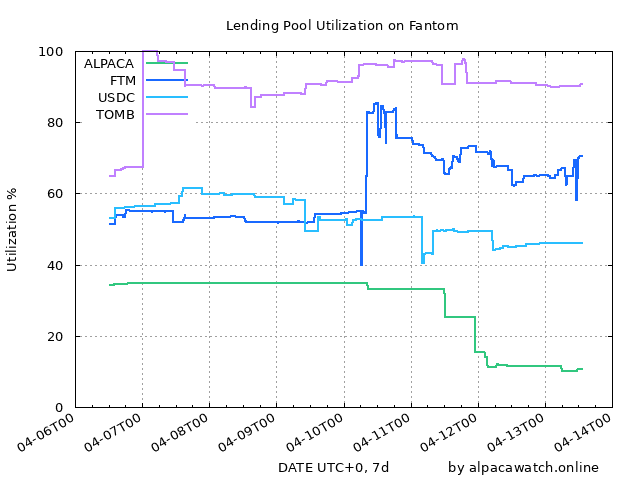 Lending Pool Utilization on Fantom
Utilization %
100
80
60
40
20
0
ALPACA
FTM
USDC
TOMB
04-06T00
04-07T00
04-08T00
04-09T00
04-10T00
04-11T00
04-12T00
04-13T00
04-14T00
DATE UTC+0, 7d
by alpacawatch.online